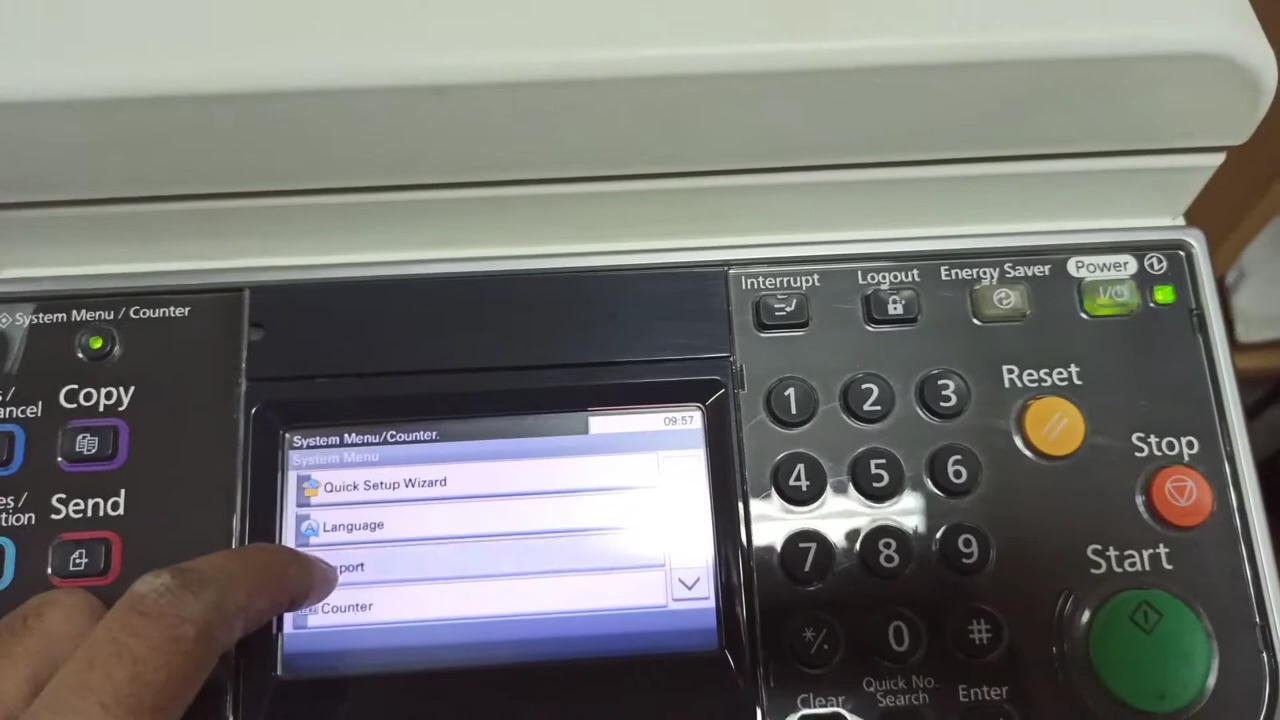 System Menu / Counter
Copy
Send
System Menu/Counter.
09:57
System Menu
Quick Setup Wizard
Language
port
Counter
Interrupt
Logout
Energy Saver
Power
1
2
3
Reset
4
5
6
Stop
7
8
9
Start
*/.
0
#
Clear
Quick No.
Search
Enter